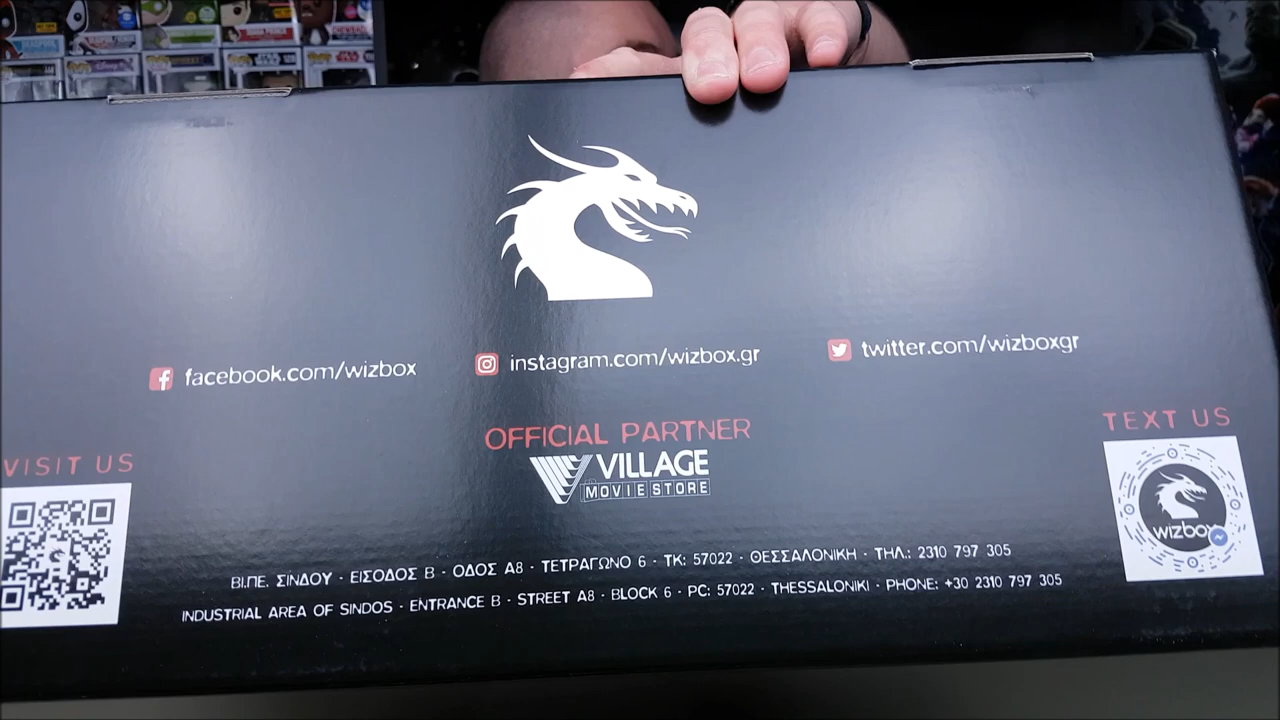 facebook.com/wizbox
instagram.com/wizbox.gr
twitter.com/wizboxgr
OFFICIAL PARTNER
VILLAGE
MOVIE STORE
VISIT US
TEXT US
wizbox
ΒΙ.ΠΕ. ΣΙΝΔΟΥ · ΕΙΣΟΔΟΣ Β · ΟΔΟΣ Α8 · ΤΕΤΡΑΓΩΝΟ 6 · ΤΚ: 57022 · ΘΕΣΣΑΛΟΝΙΚΗ · ΤΗΛ.: 2310 797 305
INDUSTRIAL AREA OF SINDOS · ENTRANCE B · STREET A8 · BLOCK 6 · PC: 57022 · THESSALONIKI · PHONE: +30 2310 797 305